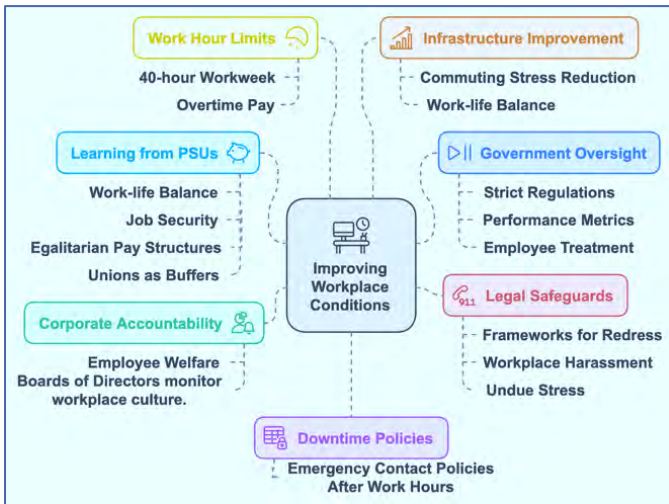 Work Hour Limits
40-hour Workweek
Overtime Pay
Infrastructure Improvement
Commuting Stress Reduction
Work-life Balance
Learning from PSUs
Work-life Balance
Job Security
Egalitarian Pay Structures
Unions as Buffers
Government Oversight
Strict Regulations
Performance Metrics
Employee Treatment
Improving
Workplace
Conditions
Corporate Accountability
Employee Welfare
Boards of Directors monitor
workplace culture.
911
Legal Safeguards
Frameworks for Redress
Workplace Harassment
Undue Stress
Downtime Policies
Emergency Contact Policies
After Work Hours